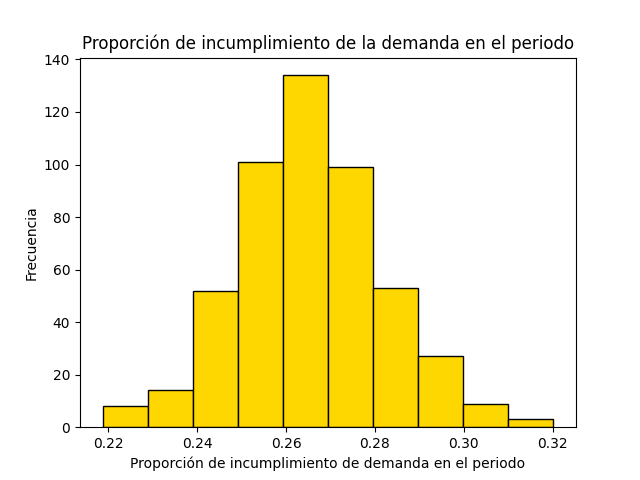 Proporción de incumplimiento de la demanda en el periodo
140
120
100
80
60
40
20
0
Frecuencia
0.22 0.24 0.26 0.28 0.30 0.32
Proporción de incumplimiento de demanda en el periodo